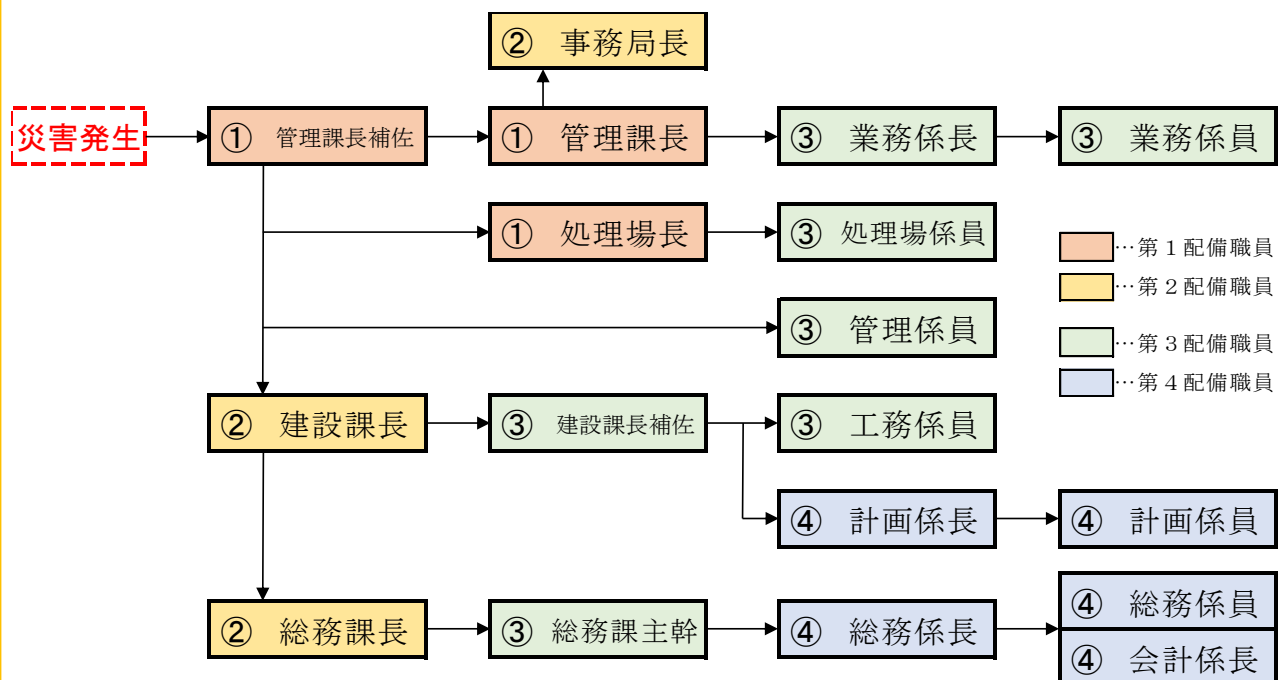 ② 事務局長
災害発生
① 管理課長補佐
① 管理課長
③ 業務係長
③ 業務係員
① 処理場長
③ 処理場係員
③ 管理係員
② 建設課長
③ 建設課長補佐
③ 工務係員
④ 計画係長
④ 計画係員
② 総務課長
③ 総務課主幹
④ 総務係長
④ 総務係員
④ 会計係長
…第１配備職員
…第２配備職員
…第３配備職員
…第４配備職員